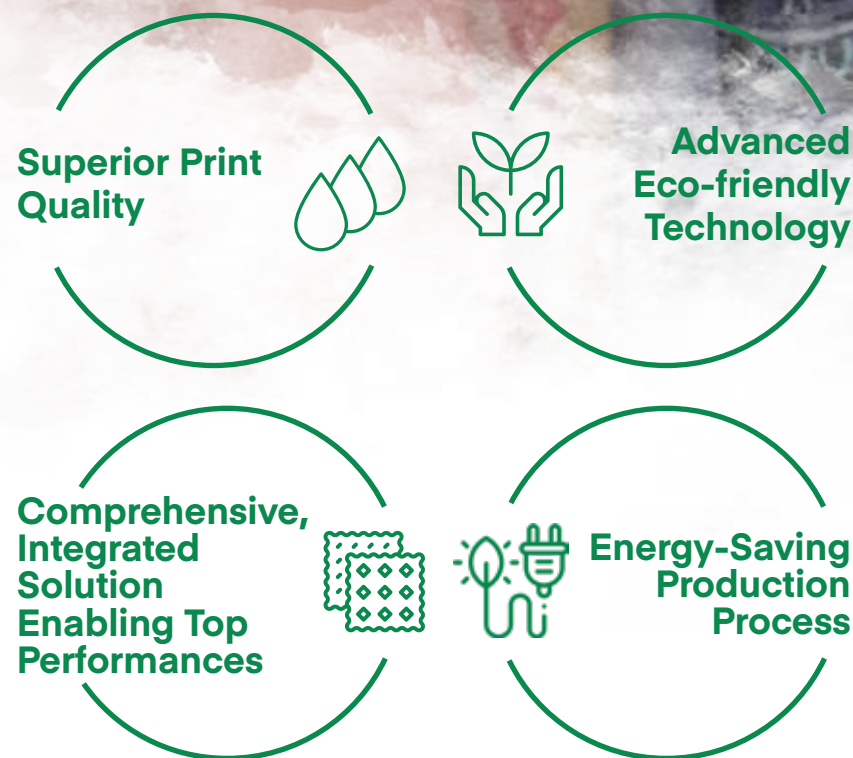 Superior Print
Quality
Advanced
Eco-friendly
Technology
Comprehensive,
Integrated
Solution
Enabling Top
Performances
Energy-Saving
Production
Process